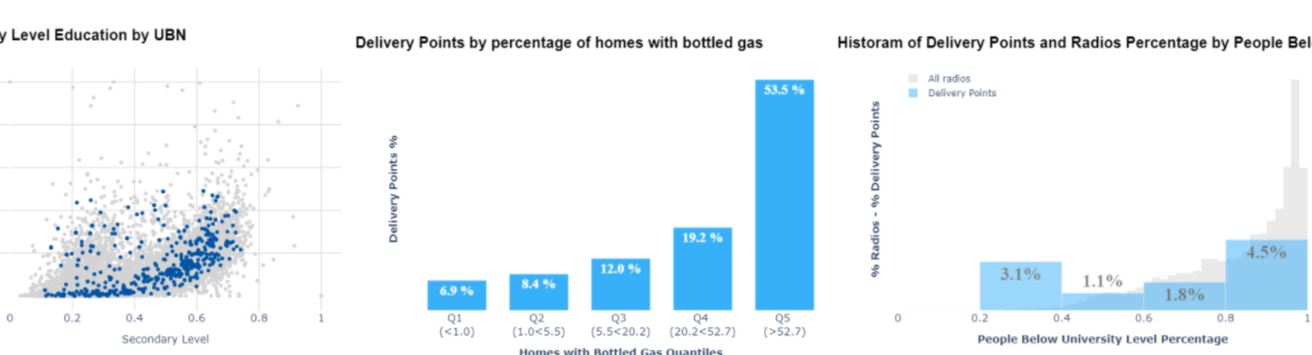 y Level Education by UBN
0 0.2 0.4 0.6 0.8 1
Secondary Level
Delivery Points by percentage of homes with bottled gas
Delivery Points %
6.9 %
8.4 %
12.0 %
19.2 %
53.5 %
Q1 Q2 Q3 Q4 Q5
(<1.0) (1.0<5.5) (5.5<20.2) (20.2<52.7) (>52.7)
Homes with Bottled Gas Quantiles
Historam of Delivery Points and Radios Percentage by People Bel
All radios
Delivery Points
% Radios - % Delivery Points
3.1%
1.1%
1.8%
4.5%
0 0.2 0.4 0.6 0.8 1
People Below University Level Percentage